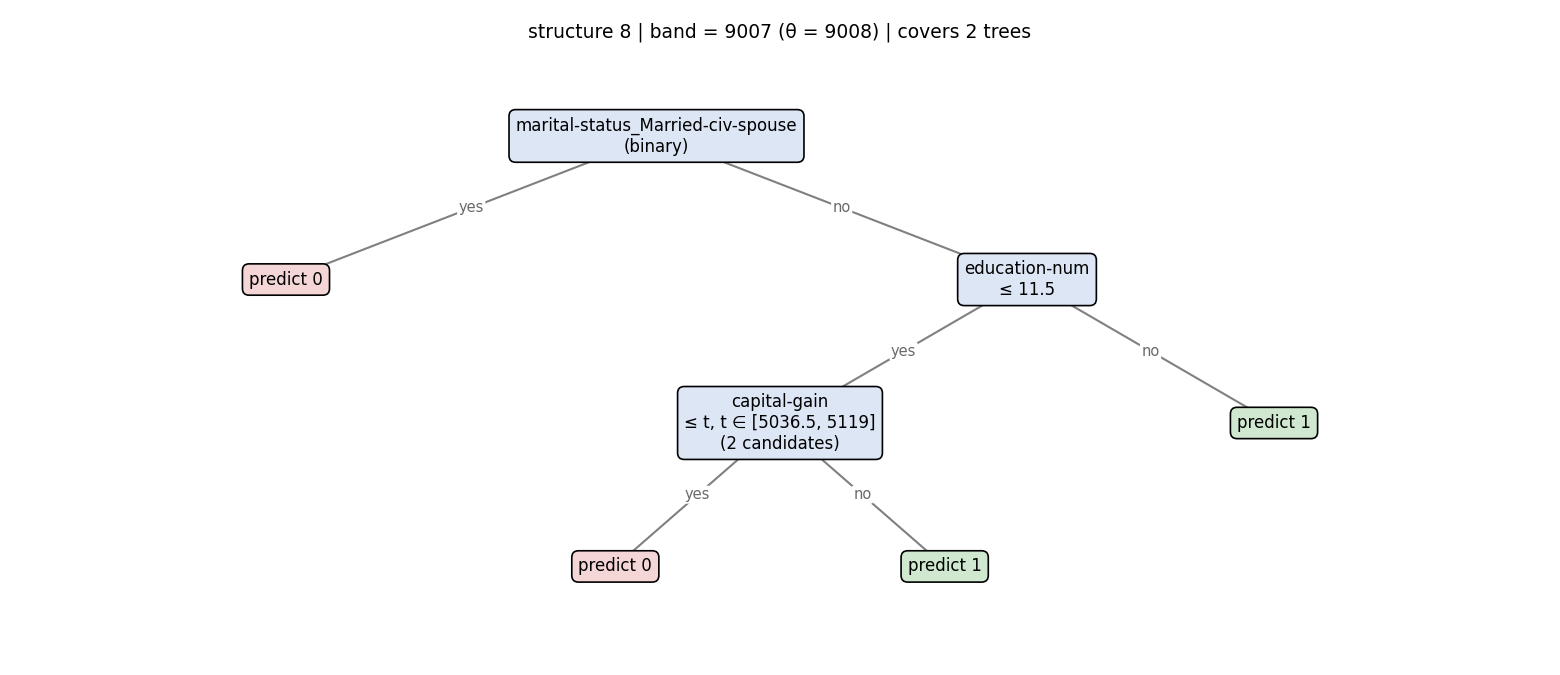 structure 8 | band = 9007 (θ = 9008) | covers 2 trees
marital-status_Married-civ-spouse
(binary)
yes
no
predict 0
education-num
≤ 11.5
yes
no
capital-gain
≤ t, t ∈ [5036.5, 5119]
(2 candidates)
predict 1
yes
no
predict 0
predict 1